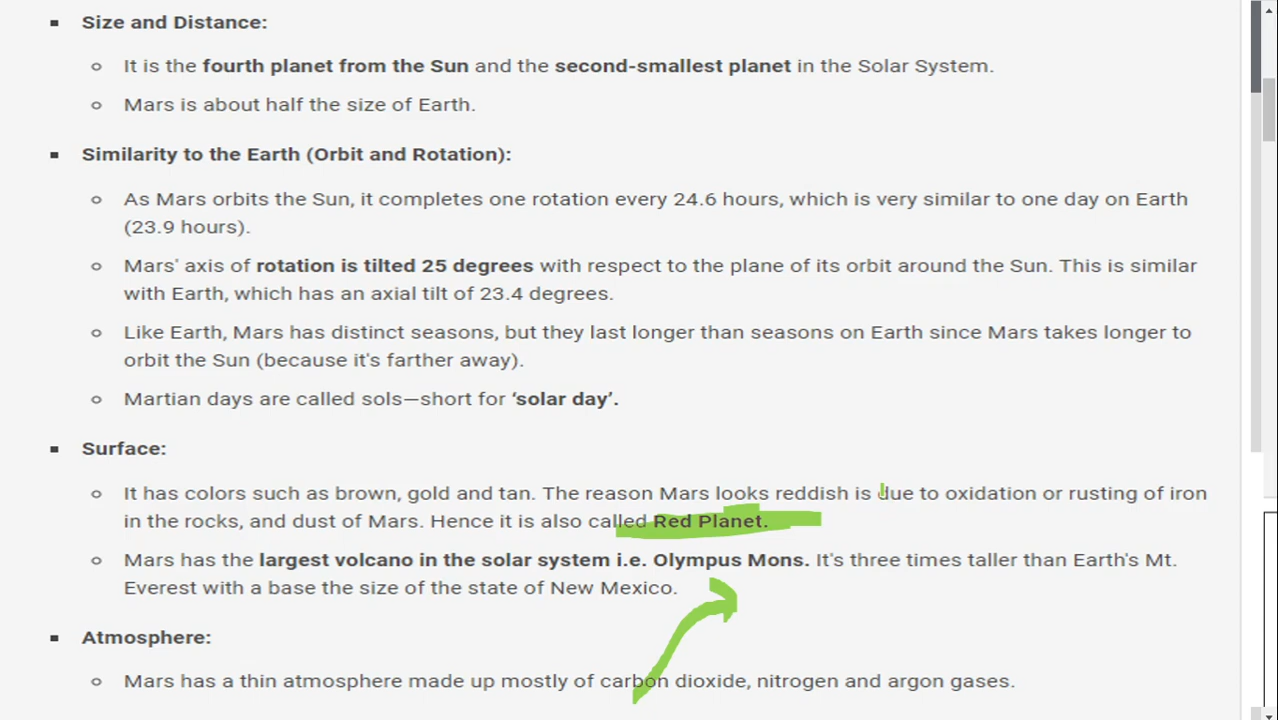 Size and Distance:
It is the fourth planet from the Sun and the second-smallest planet in the Solar System.
Mars is about half the size of Earth.
Similarity to the Earth (Orbit and Rotation):
As Mars orbits the Sun, it completes one rotation every 24.6 hours, which is very similar to one day on Earth
(23.9 hours).
Mars' axis of rotation is tilted 25 degrees with respect to the plane of its orbit around the Sun. This is similar
with Earth, which has an axial tilt of 23.4 degrees.
Like Earth, Mars has distinct seasons, but they last longer than seasons on Earth since Mars takes longer to
orbit the Sun (because it's farther away).
Martian days are called sols—short for ‘solar day’.
Surface:
It has colors such as brown, gold and tan. The reason Mars looks reddish is due to oxidation or rusting of iron
in the rocks, and dust of Mars. Hence it is also called Red Planet.
Mars has the largest volcano in the solar system i.e. Olympus Mons. It's three times taller than Earth's Mt.
Everest with a base the size of the state of New Mexico.
Atmosphere:
Mars has a thin atmosphere made up mostly of carbon dioxide, nitrogen and argon gases.